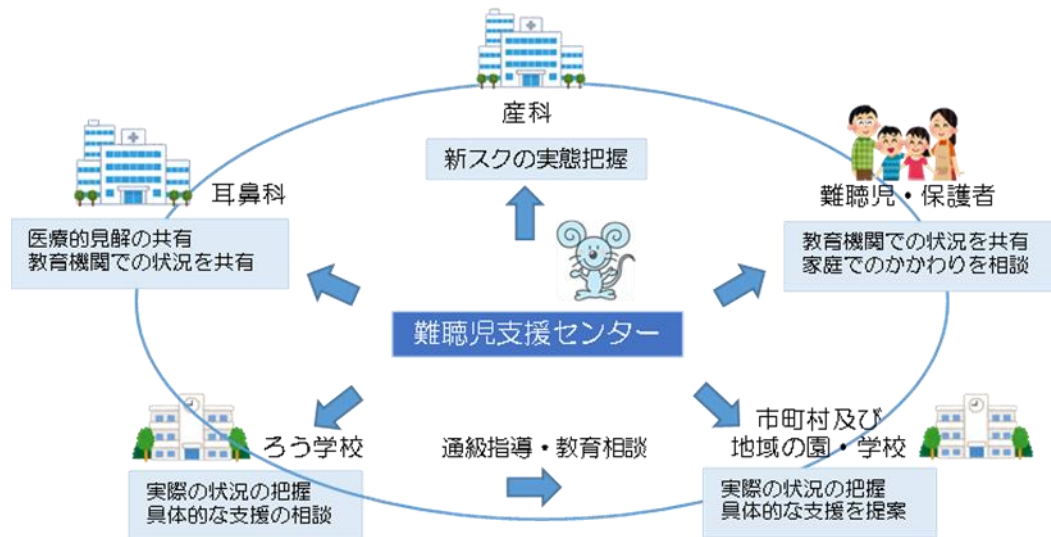 産科
新スクの実態把握
耳鼻科
医療的見解の共有
教育機関での状況を共有
難聴児・保護者
教育機関での状況を共有
家庭でのかかわりを相談
難聴児支援センター
ろう学校
実際の状況の把握
具体的な支援の相談
通級指導・教育相談
市町村及び
地域の園・学校
実際の状況の把握
具体的な支援を提案